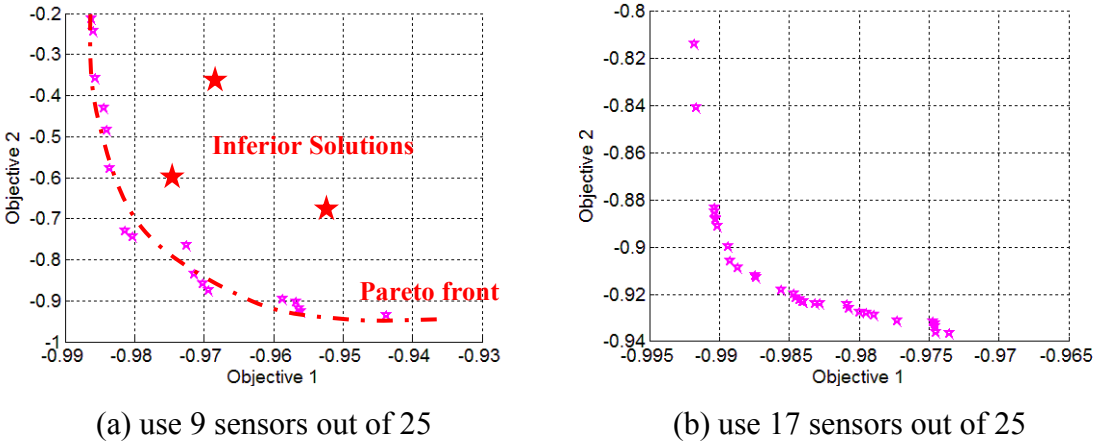 -0.2
-0.3
-0.4
-0.5
-0.6
-0.7
-0.8
-0.9
-1
Objective 2
Inferior Solutions
Pareto front
-0.99 -0.98 -0.97 -0.96 -0.95 -0.94 -0.93
Objective 1
(a) use 9 sensors out of 25
-0.8
-0.82
-0.84
-0.86
-0.88
-0.9
-0.92
-0.94
Objective 2
-0.995 -0.99 -0.985 -0.98 -0.975 -0.97 -0.965
Objective 1
(b) use 17 sensors out of 25